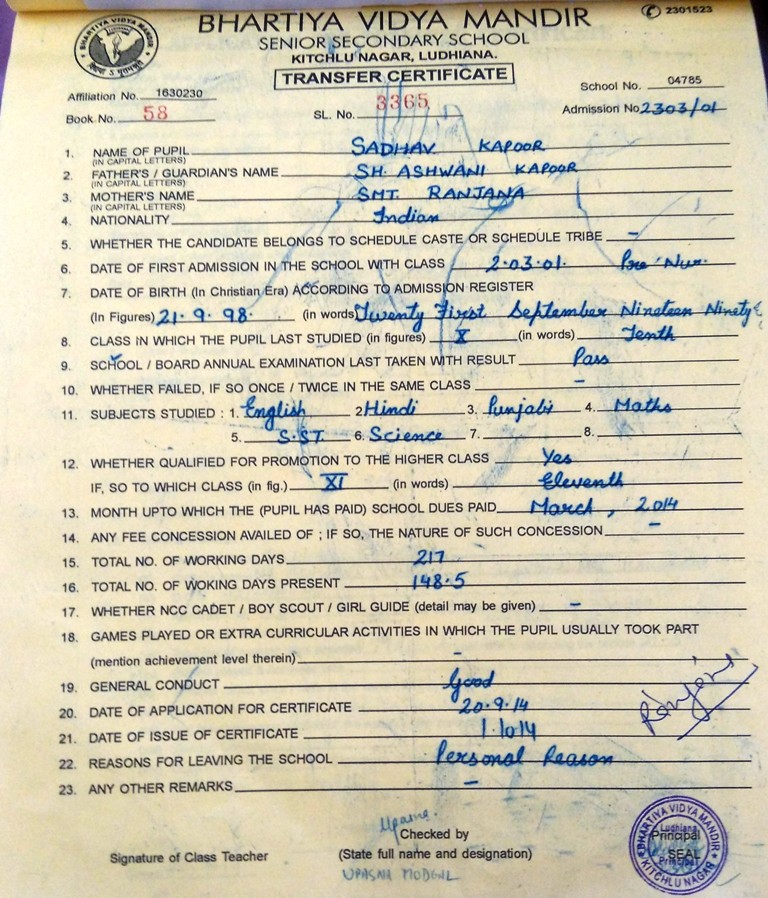 BHARTIYA VIDYA MANDIR
✆ 2301523
SENIOR SECONDARY SCHOOL
KITCHLU NAGAR, LUDHIANA.
TRANSFER CERTIFICATE
Affiliation No. 1630230
School No. 04785
Book No. 58
SL. No. 3365
Admission No 2303/01
1. NAME OF PUPIL SADHAV KAPOOR
(IN CAPITAL LETTERS)
2. FATHER'S / GUARDIAN'S NAME SH. ASHWANI KAPOOR
(IN CAPITAL LETTERS)
3. MOTHER'S NAME SMT. RANJANA
(IN CAPITAL LETTERS)
4. NATIONALITY Indian
5. WHETHER THE CANDIDATE BELONGS TO SCHEDULE CASTE OR SCHEDULE TRIBE –
6. DATE OF FIRST ADMISSION IN THE SCHOOL WITH CLASS 2.03.01. Pre Nur.
7. DATE OF BIRTH (In Christian Era) ACCORDING TO ADMISSION REGISTER
(In Figures) 21.9.98. (in words) Twenty First September Nineteen Ninety
8. CLASS IN WHICH THE PUPIL LAST STUDIED (in figures) X (in words) Tenth
9. SCHOOL / BOARD ANNUAL EXAMINATION LAST TAKEN WITH RESULT Pass
10. WHETHER FAILED, IF SO ONCE / TWICE IN THE SAME CLASS –
11. SUBJECTS STUDIED : 1. English 2 Hindi 3. Punjabi 4. Maths
5. S.ST. 6. Science 7. 8.
12. WHETHER QUALIFIED FOR PROMOTION TO THE HIGHER CLASS Yes
IF, SO TO WHICH CLASS (in fig.) XI (in words) Eleventh
13. MONTH UPTO WHICH THE (PUPIL HAS PAID) SCHOOL DUES PAID March, 2014
14. ANY FEE CONCESSION AVAILED OF ; IF SO, THE NATURE OF SUCH CONCESSION –
15. TOTAL NO. OF WORKING DAYS 217
16. TOTAL NO. OF WOKING DAYS PRESENT 148.5
17. WHETHER NCC CADET / BOY SCOUT / GIRL GUIDE (detail may be given) –
18. GAMES PLAYED OR EXTRA CURRICULAR ACTIVITIES IN WHICH THE PUPIL USUALLY TOOK PART
(mention achievement level therein) –
19. GENERAL CONDUCT Good
20. DATE OF APPLICATION FOR CERTIFICATE 20.9.14
21. DATE OF ISSUE OF CERTIFICATE 1.10.14
22. REASONS FOR LEAVING THE SCHOOL Personal Reason
23. ANY OTHER REMARKS –
Ranjana
Upasna
Checked by
Signature of Class Teacher
(State full name and designation)
UPASNA MODGIL
BHARTIYA VIDYA MANDIR
Ludhiana
Principal
SEAL
Principal
KITCHLU NAGAR